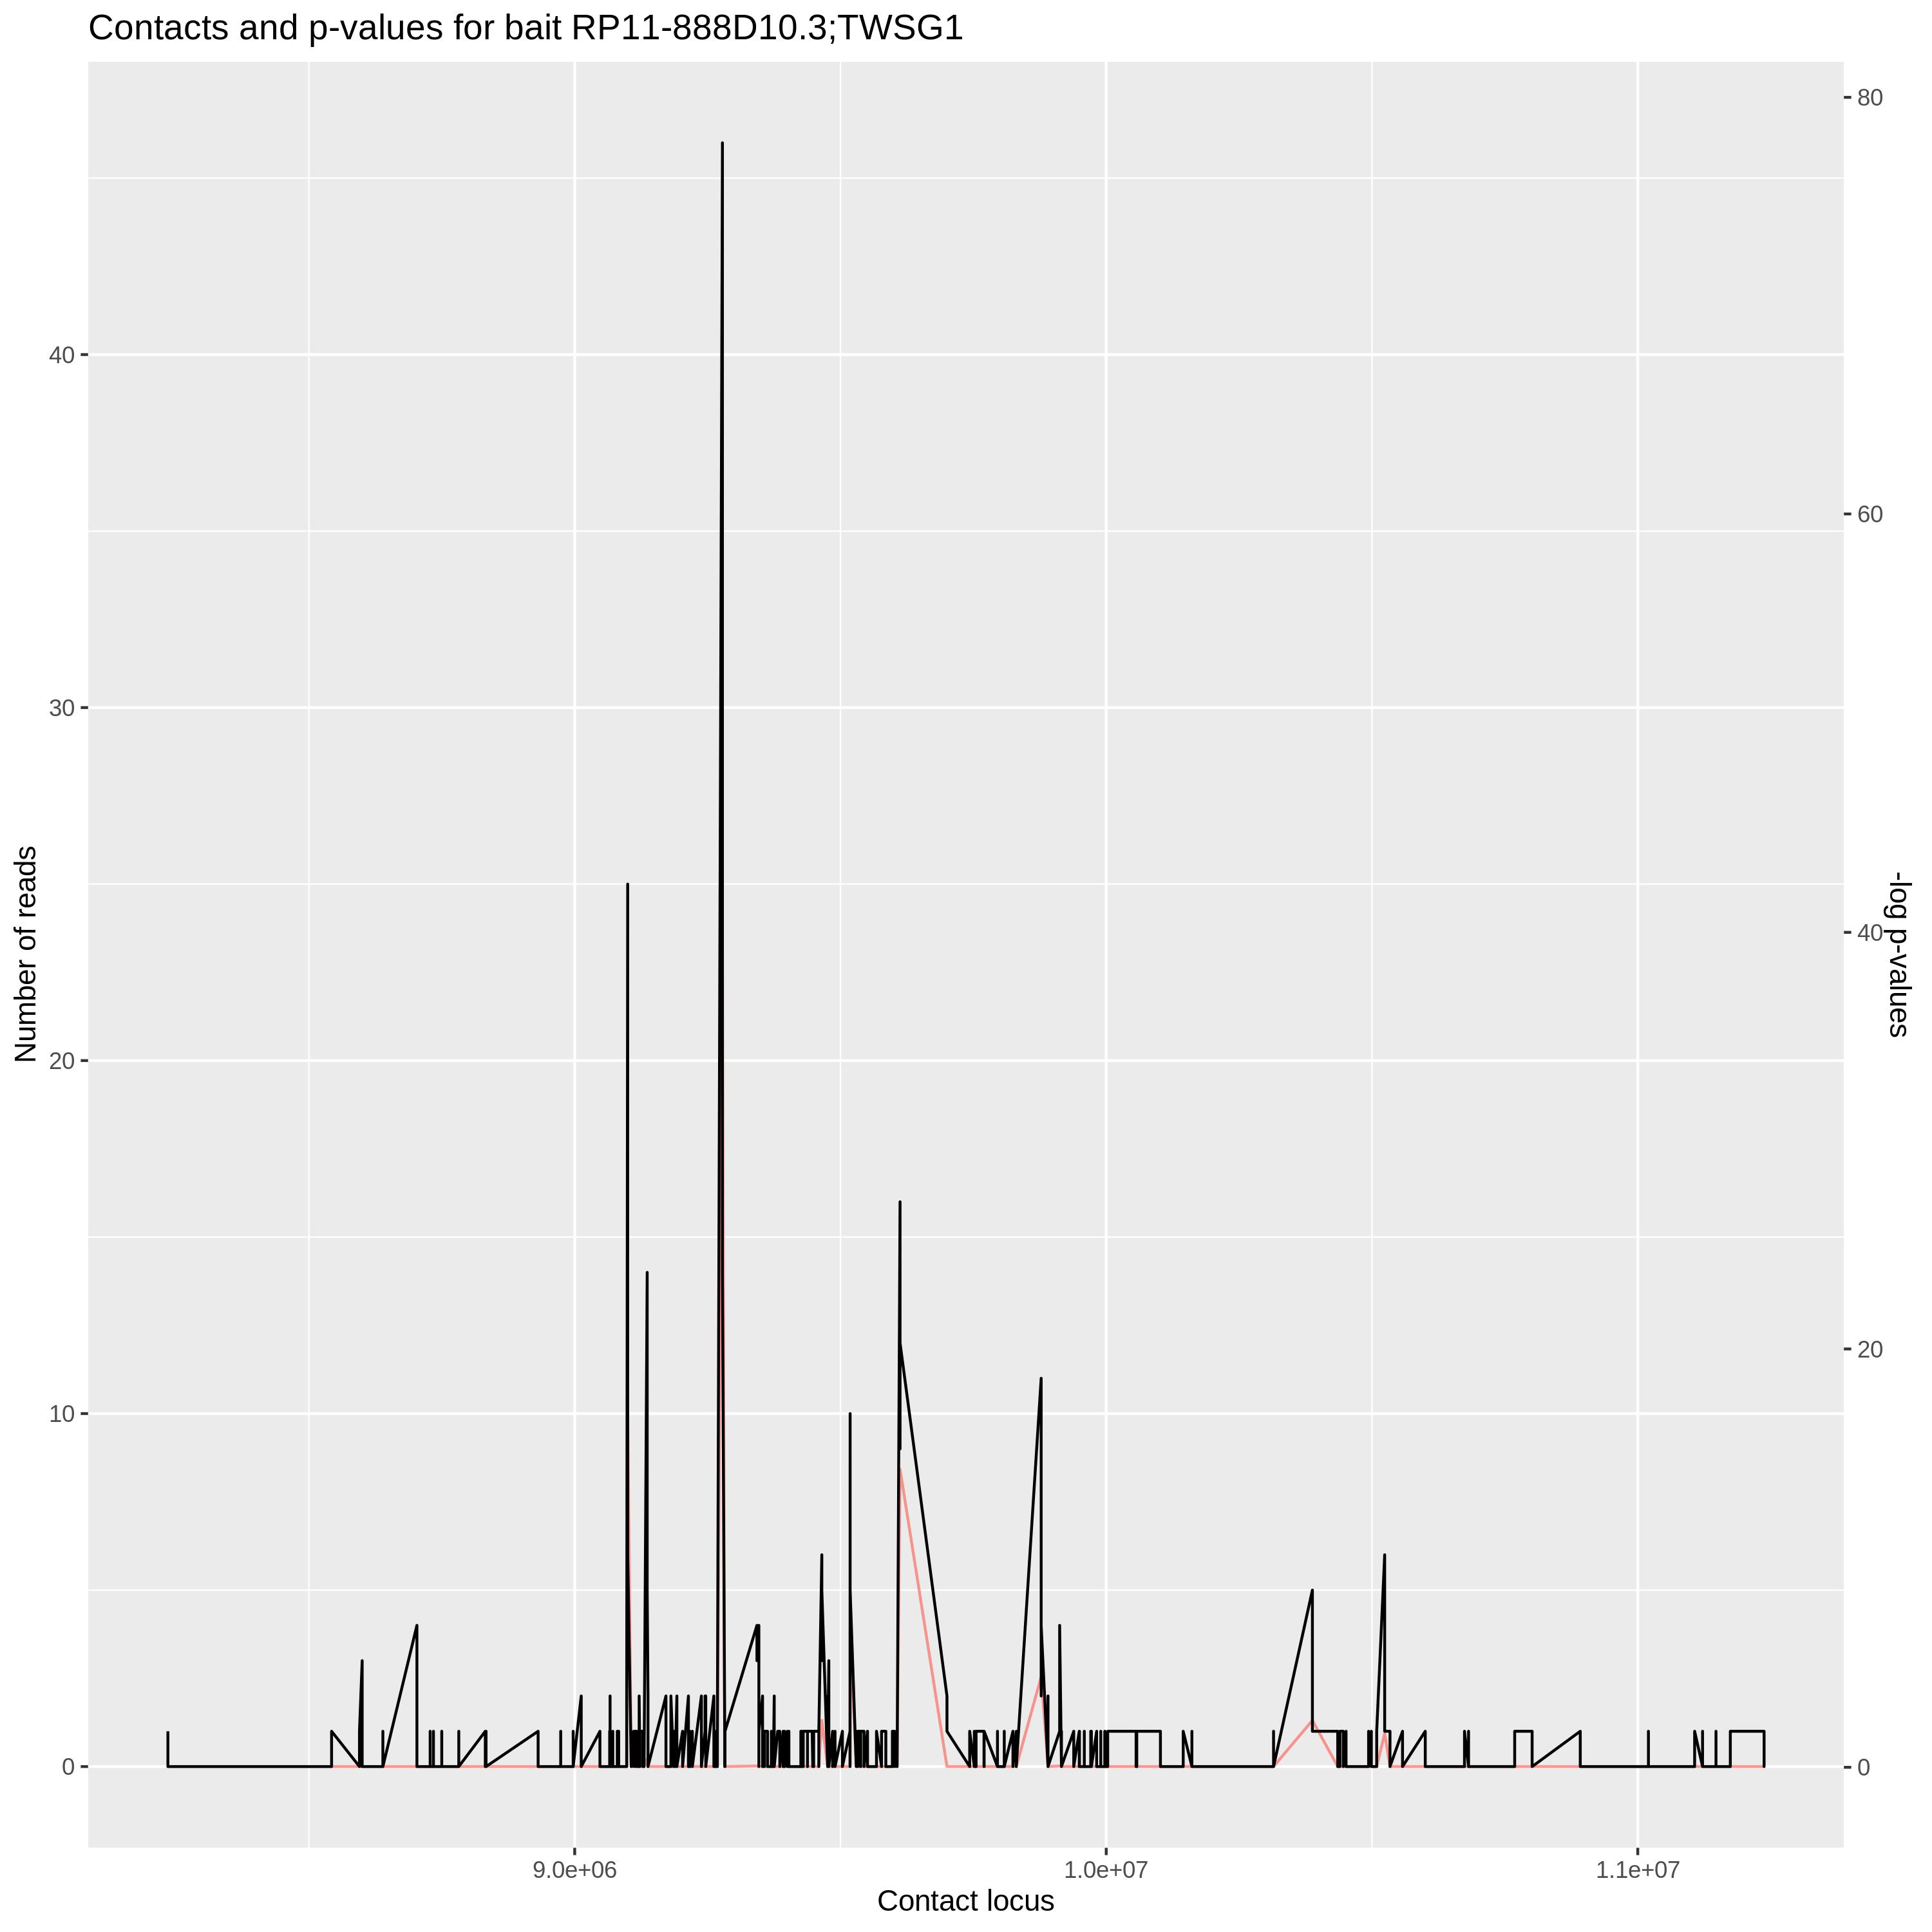 Contacts and p-values for bait RP11-888D10.3;TWSG1
80
60
40
20
0
-log p-values
40
30
20
10
0
Number of reads
9.0e+06
1.0e+07
1.1e+07
Contact locus